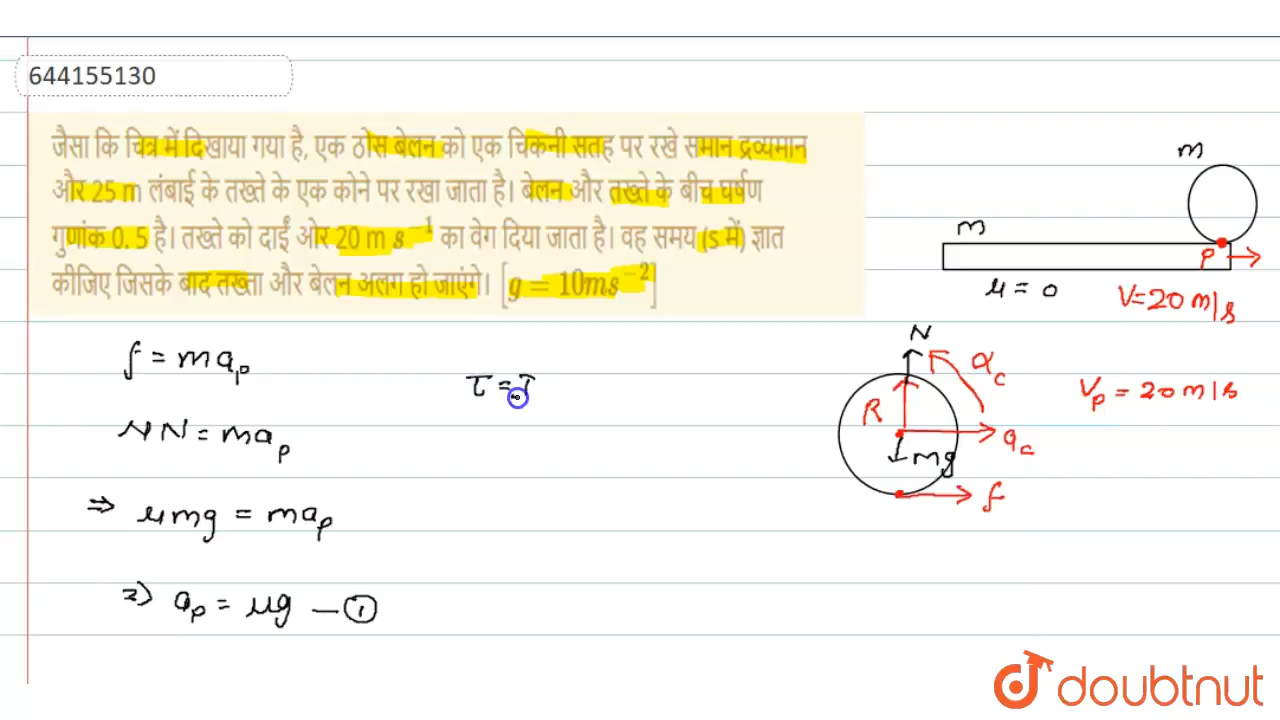 644155130
जैसा कि चित्र में दिखाया गया है, एक ठोस बेलन को एक चिकनी सतह पर रखे समान द्रव्यमान
और 25 m लंबाई के तख्ते के एक कोने पर रखा जाता है। बेलन और तख्ते के बीच घर्षण
गुणांक 0.5 है। तख्ते को दाईं ओर 20 m s^-1 का वेग दिया जाता है। वह समय (s में) ज्ञात
कीजिए जिसके बाद तख्ता और बेलन अलग हो जाएंगे। [g = 10ms^-2]
m
m
P
μ = 0
V=20 m/s
f = m a_p
τ = I
N
α_c
R
a_c
mg
f
V_p = 20 m/s
μN = ma_p
⇒ μmg = ma_p
⇒ a_p = μg — ①
doubtnut